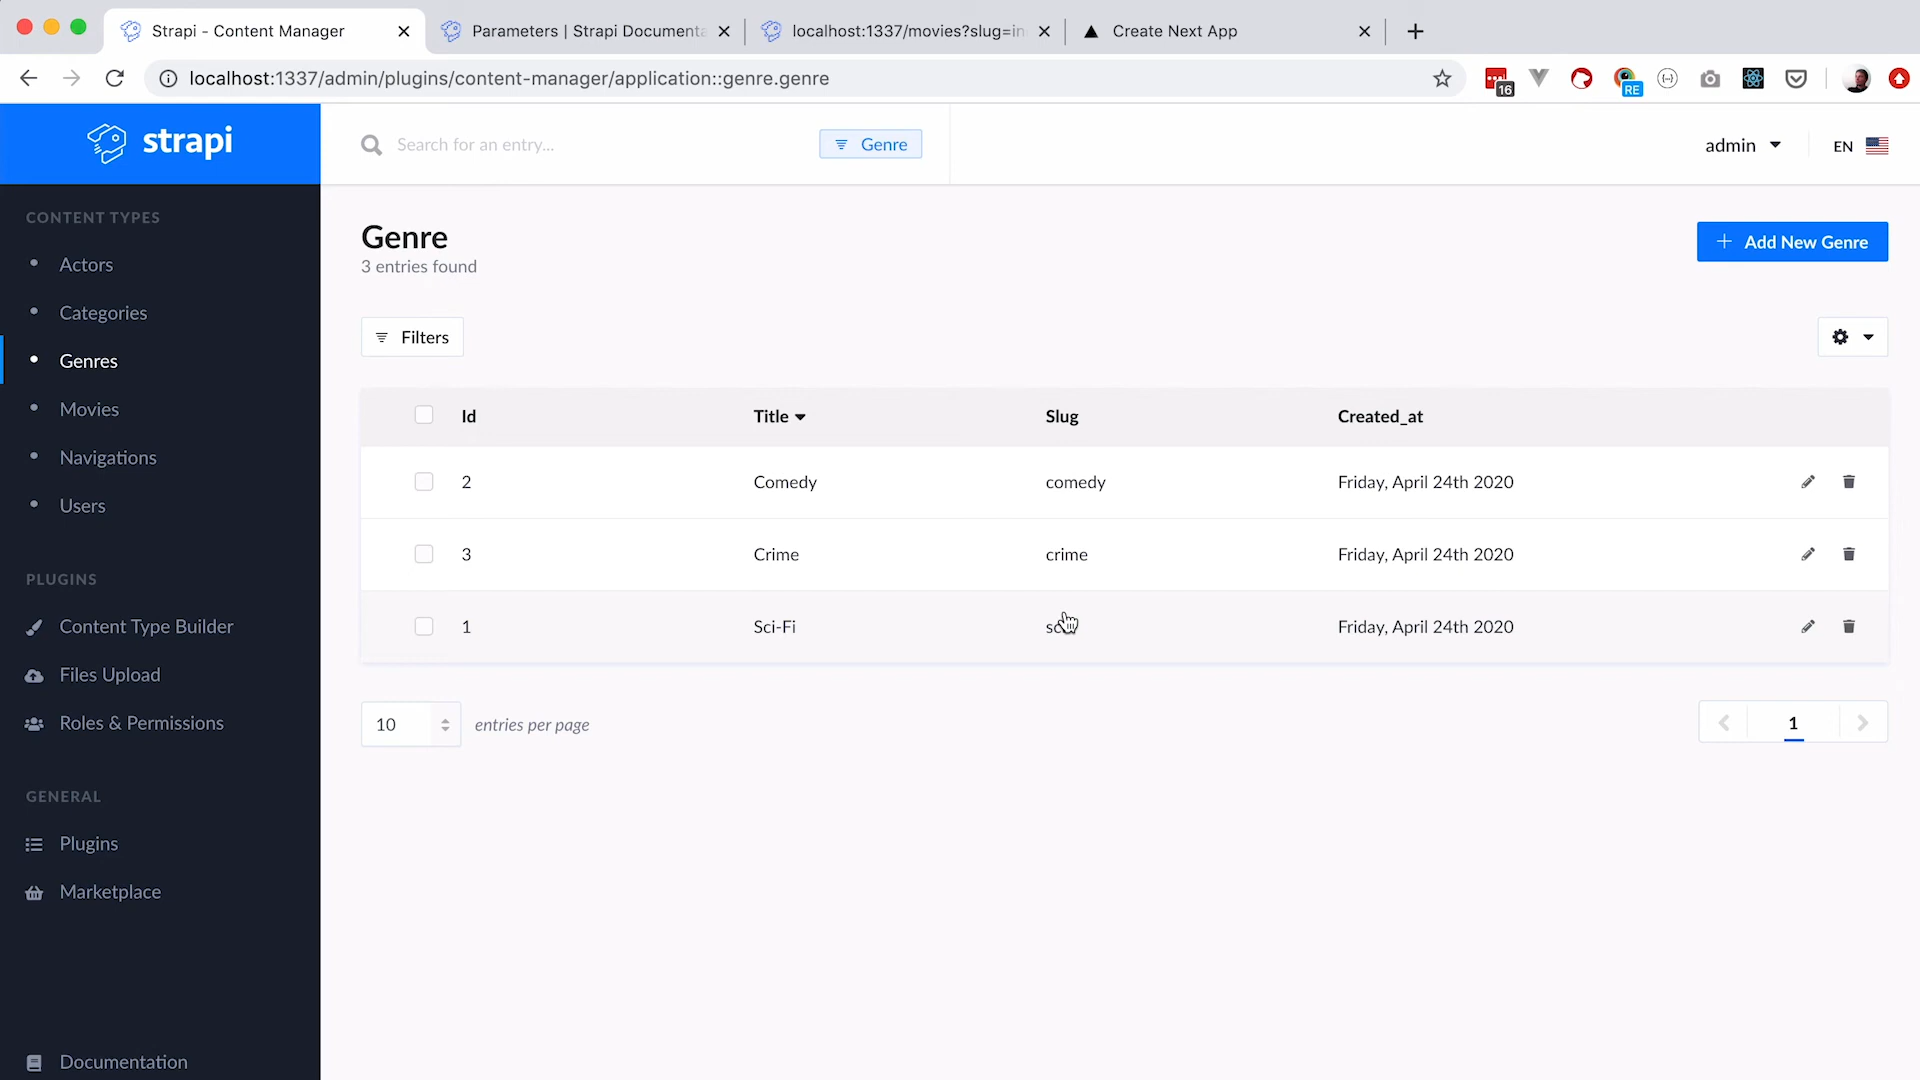 Strapi - Content Manager
Parameters | Strapi Documenta
localhost:1337/movies?slug=in
Create Next App
localhost:1337/admin/plugins/content-manager/application::genre.genre
16
RE
strapi
Search for an entry...
Genre
admin
EN
CONTENT TYPES
Actors
Categories
Genres
Movies
Navigations
Users
PLUGINS
Content Type Builder
Files Upload
Roles & Permissions
GENERAL
Plugins
Marketplace
Documentation
Genre
3 entries found
Add New Genre
Filters
Id Title Slug Created_at
2 Comedy comedy Friday, April 24th 2020
3 Crime crime Friday, April 24th 2020
1 Sci-Fi Friday, April 24th 2020
10 entries per page
1